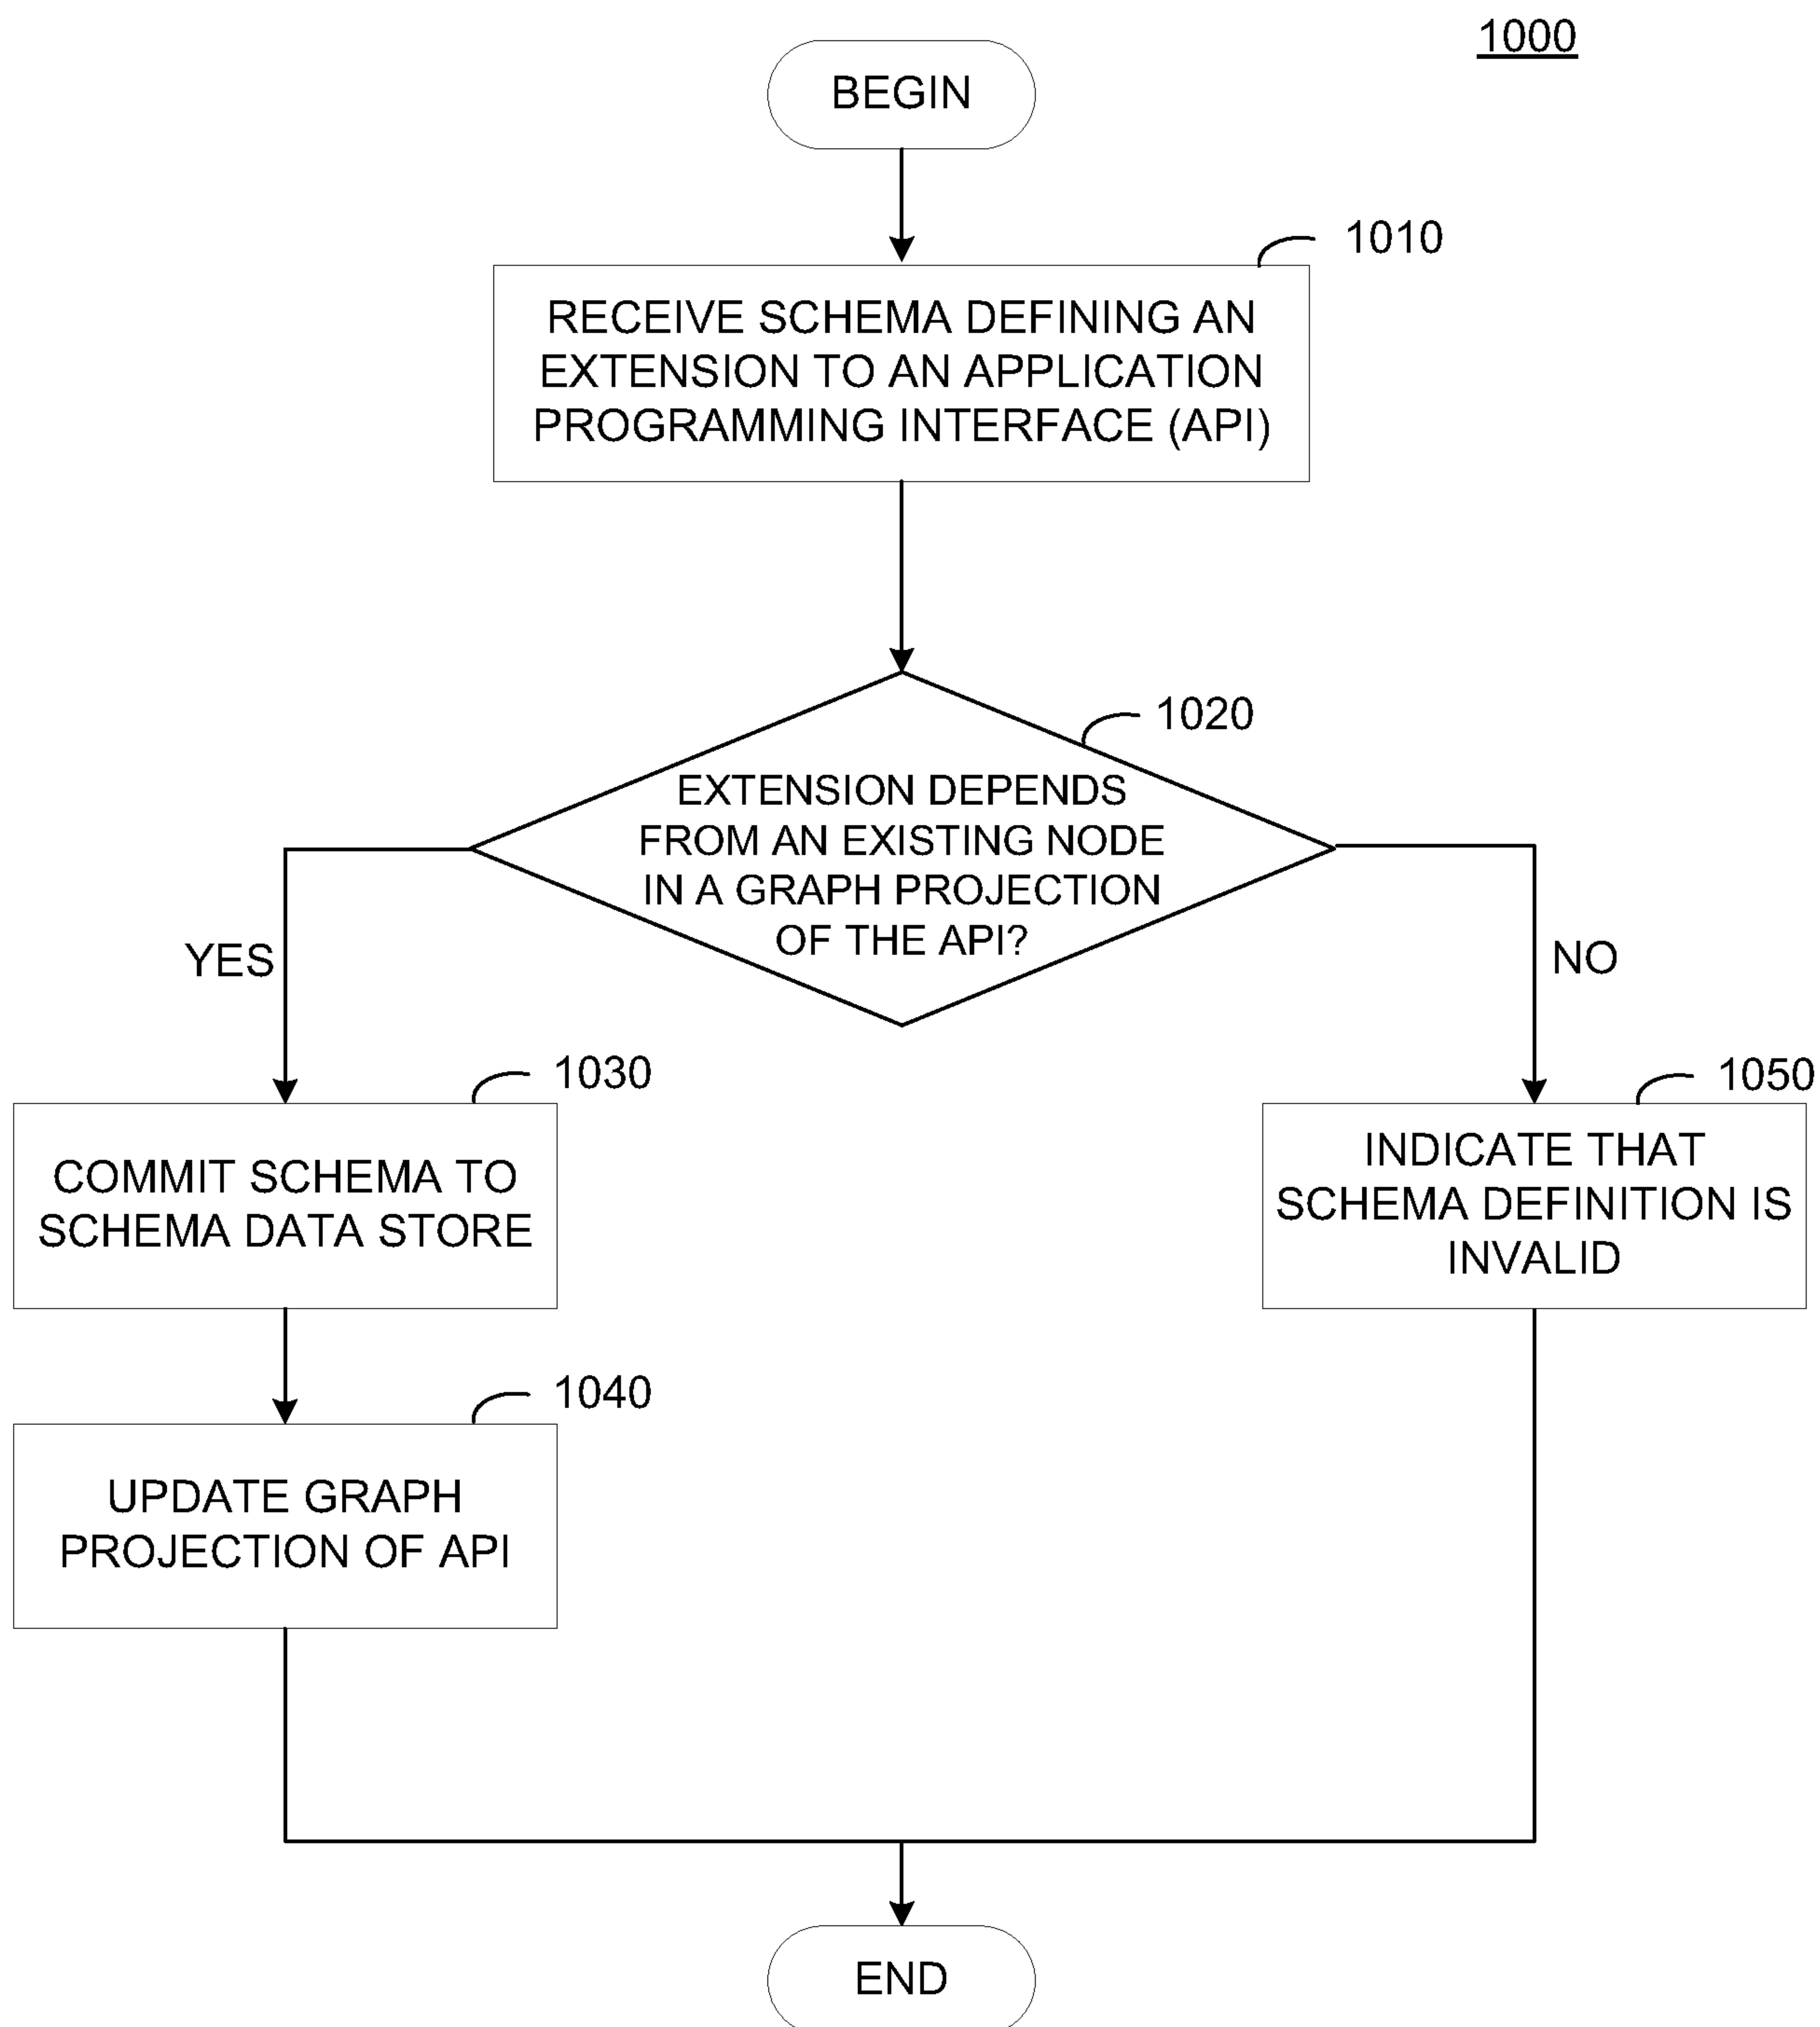 1000
BEGIN
1010
RECEIVE SCHEMA DEFINING AN
EXTENSION TO AN APPLICATION
PROGRAMMING INTERFACE (API)
1020
EXTENSION DEPENDS
FROM AN EXISTING NODE
IN A GRAPH PROJECTION
OF THE API?
YES
NO
1030
COMMIT SCHEMA TO
SCHEMA DATA STORE
1050
INDICATE THAT
SCHEMA DEFINITION IS
INVALID
1040
UPDATE GRAPH
PROJECTION OF API
END